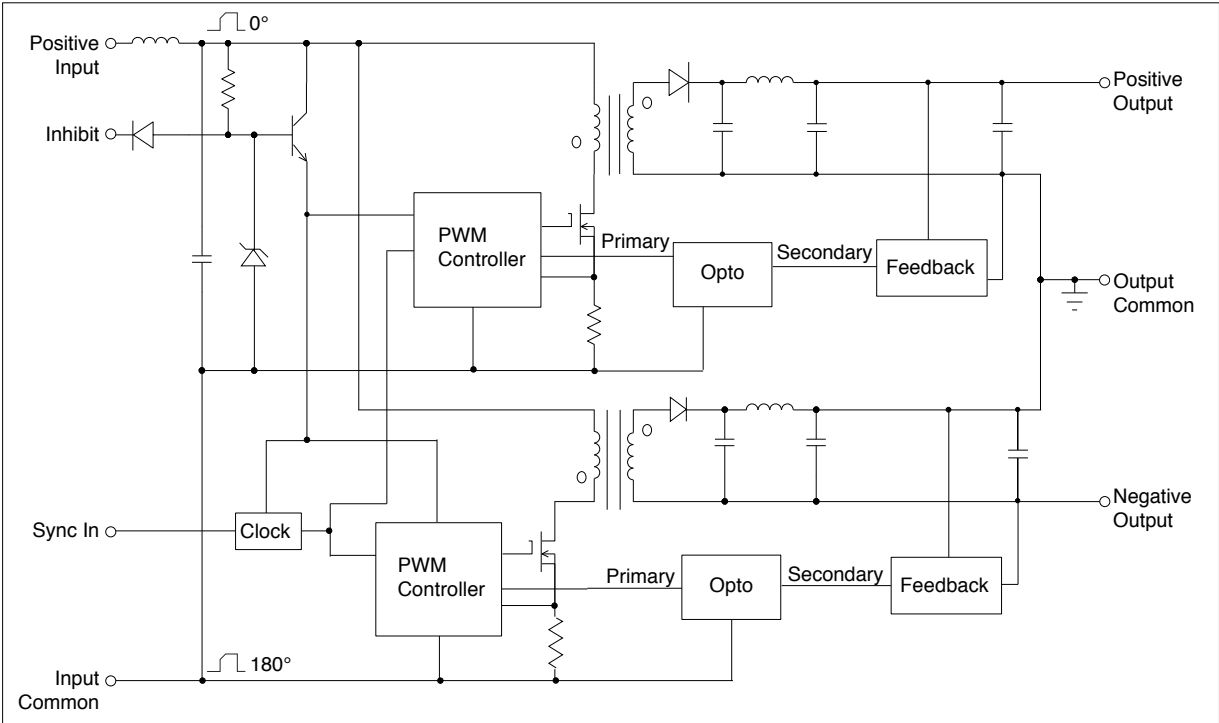 0°
Positive
Input
Positive
Output
Inhibit
PWM
Controller
Primary
Opto
Secondary
Feedback
Output
Common
Negative
Output
Sync In
Clock
PWM
Controller
Primary
Opto
Secondary
Feedback
180°
Input
Common